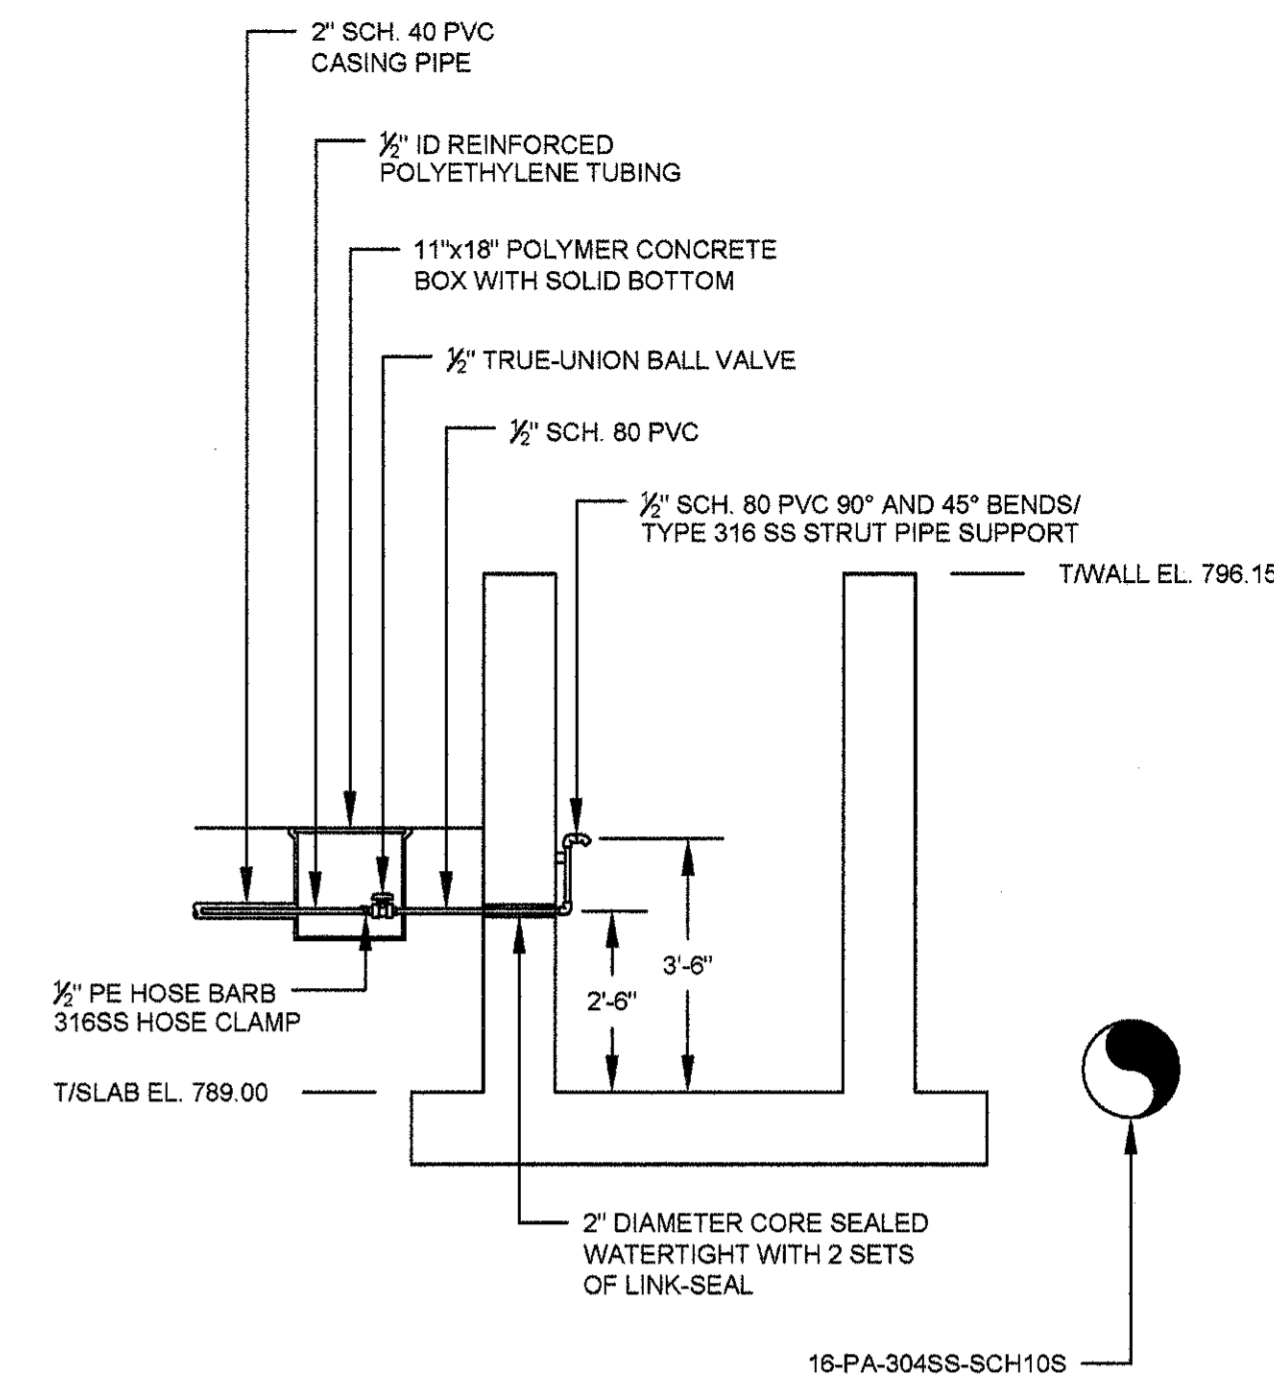 2" SCH. 40 PVC
CASING PIPE
½" ID REINFORCED
POLYETHYLENE TUBING
11"x18" POLYMER CONCRETE
BOX WITH SOLID BOTTOM
½" TRUE-UNION BALL VALVE
½" SCH. 80 PVC
½" SCH. 80 PVC 90° AND 45° BENDS/
TYPE 316 SS STRUT PIPE SUPPORT
T/WALL EL. 796.15
3'-6"
2'-6"
½" PE HOSE BARB
316SS HOSE CLAMP
T/SLAB EL. 789.00
2" DIAMETER CORE SEALED
WATERTIGHT WITH 2 SETS
OF LINK-SEAL
16-PA-304SS-SCH10S